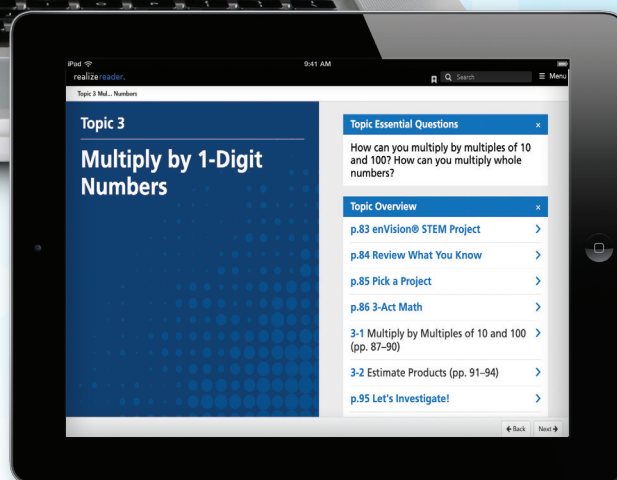 iPod 9:41 AM
realizereader.
Search
Menu
Topic 3 Mul... Numbers
Topic 3
Multiply by 1-Digit
Numbers
Topic Essential Questions ×
How can you multiply by multiples of 10
and 100? How can you multiply whole
numbers?
Topic Overview ×
p.83 enVision® STEM Project
p.84 Review What You Know
p.85 Pick a Project
p.86 3-Act Math
3-1 Multiply by Multiples of 10 and 100
(pp. 87–90)
3-2 Estimate Products (pp. 91–94)
p.95 Let's Investigate!
Back Next